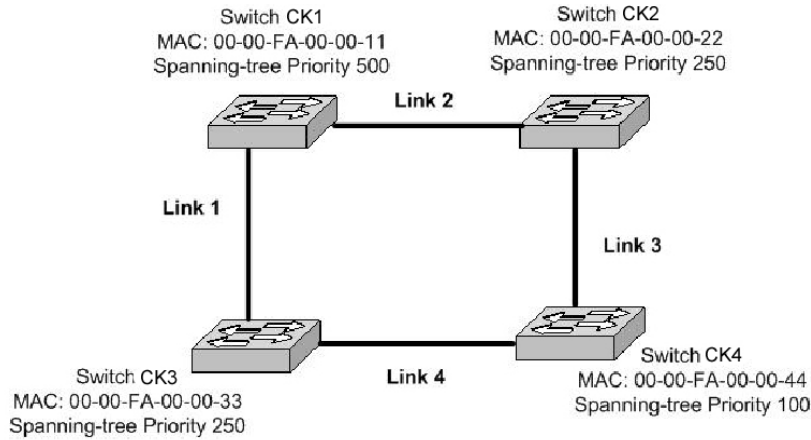 Switch CK1
MAC: 00-00-FA-00-00-11
Spanning-tree Priority 500
Switch CK2
MAC: 00-00-FA-00-00-22
Spanning-tree Priority 250
Link 2
Link 1
Link 3
Link 4
Switch CK3
MAC: 00-00-FA-00-00-33
Spanning-tree Priority 250
Switch CK4
MAC: 00-00-FA-00-00-44
Spanning-tree Priority 100